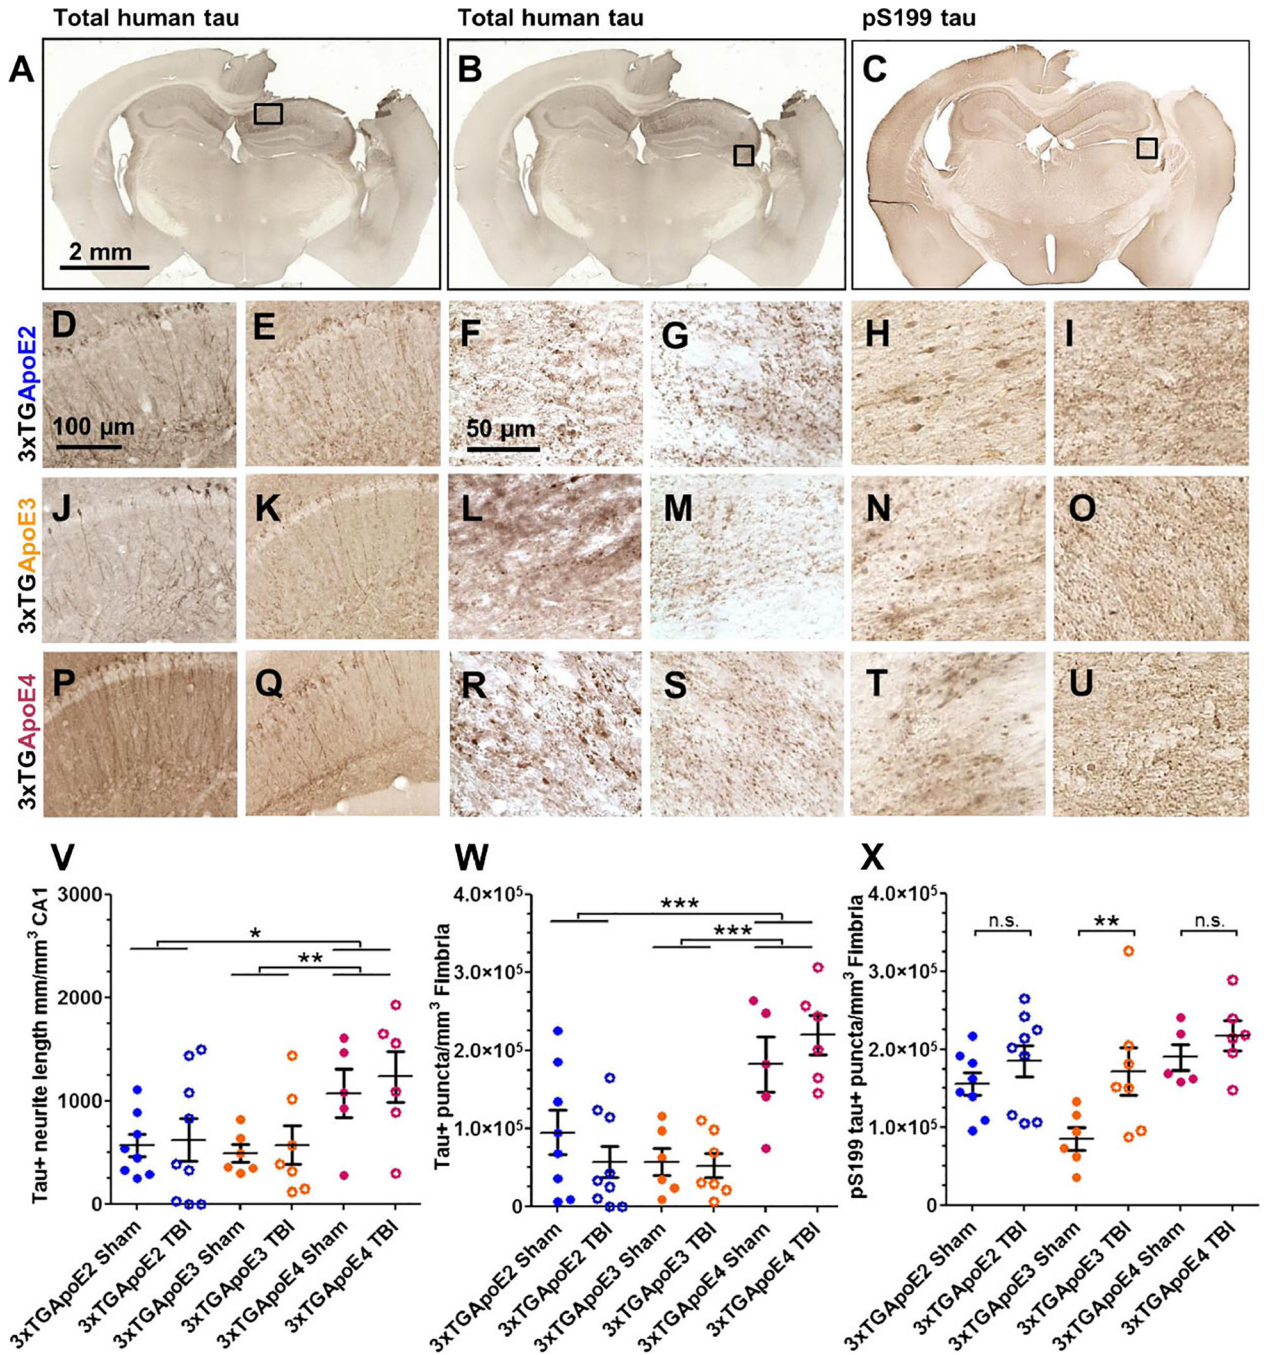 Total human tau
Total human tau
pS199 tau
A
B
C
2 mm
3xTGApoE2
D
E
F
G
H
I
100 µm
50 µm
3xTGApoE3
J
K
L
M
N
O
3xTGApoE4
P
Q
R
S
T
U
V
W
X
Tau+ neurite length mm/mm³ CA1
3000
2000
1000
0
*
**
3xTGApoE2 Sham
3xTGApoE2 TBI
3xTGApoE3 Sham
3xTGApoE3 TBI
3xTGApoE4 Sham
3xTGApoE4 TBI
Tau+ puncta/mm³ Fimbria
4.0×10⁵
3.0×10⁵
2.0×10⁵
1.0×10⁵
0
***
***
3xTGApoE2 Sham
3xTGApoE2 TBI
3xTGApoE3 Sham
3xTGApoE3 TBI
3xTGApoE4 Sham
3xTGApoE4 TBI
pS199 tau+ puncta/mm³ Fimbria
4.0×10⁵
3.0×10⁵
2.0×10⁵
1.0×10⁵
0
n.s.
**
n.s.
3xTGApoE2 Sham
3xTGApoE2 TBI
3xTGApoE3 Sham
3xTGApoE3 TBI
3xTGApoE4 Sham
3xTGApoE4 TBI